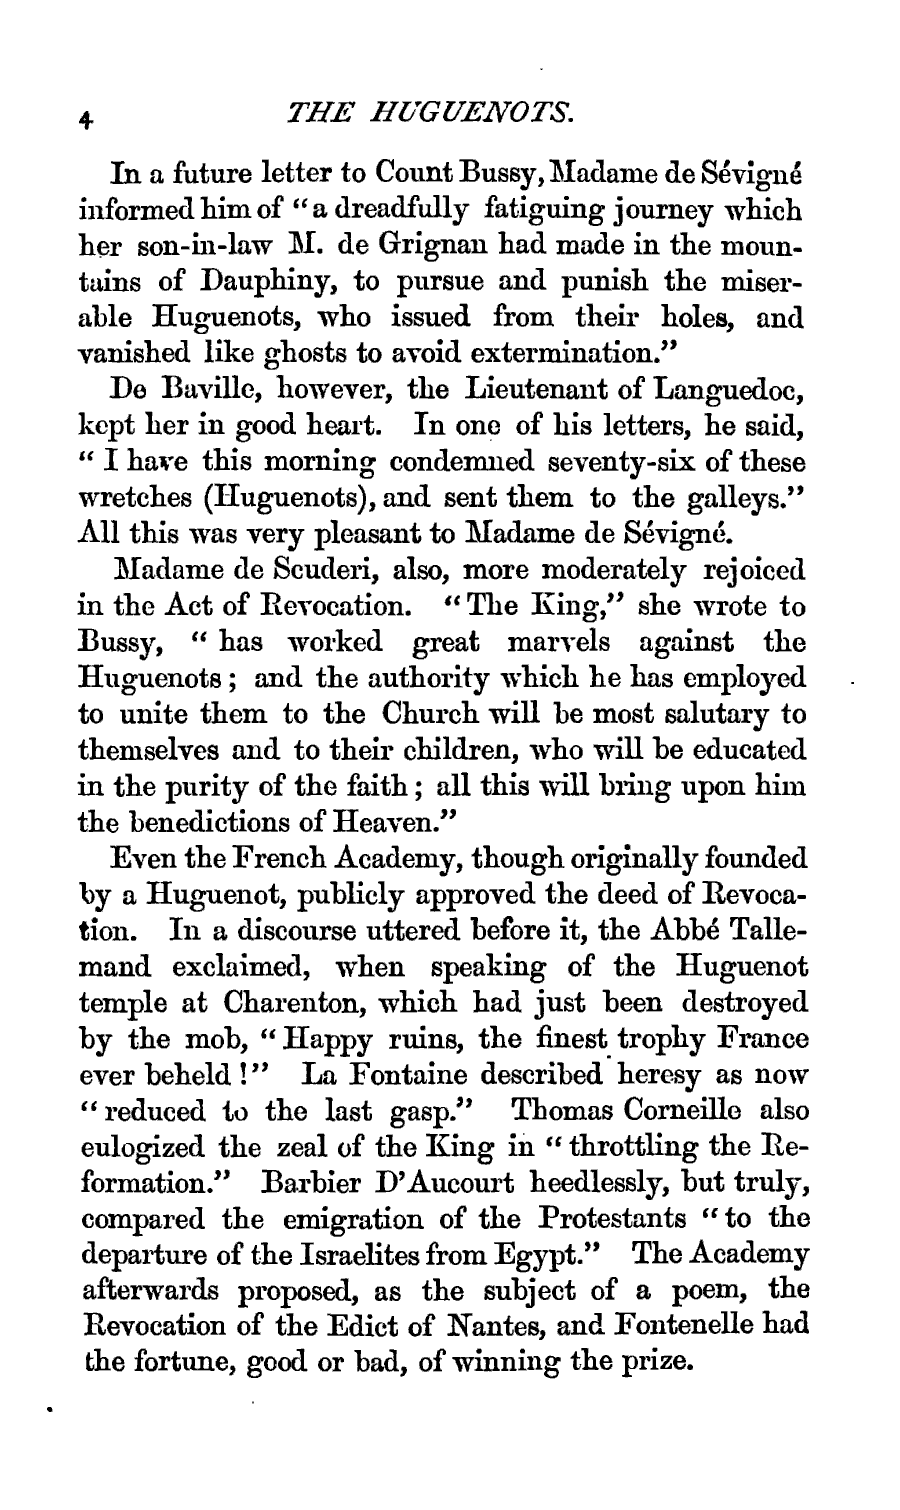 4 THE HUGUENOTS.
In a future letter to Count Bussy, Madame de Sévigné
informed him of “a dreadfully fatiguing journey which
her son-in-law M. de Grignan had made in the moun-
tains of Dauphiny, to pursue and punish the miser-
able Huguenots, who issued from their holes, and
vanished like ghosts to avoid extermination.”
De Baville, however, the Lieutenant of Languedoc,
kept her in good heart. In one of his letters, he said,
“I have this morning condemned seventy-six of these
wretches (Huguenots), and sent them to the galleys.”
All this was very pleasant to Madame de Sévigné.
Madame de Scuderi, also, more moderately rejoiced
in the Act of Revocation. “The King,” she wrote to
Bussy, “has worked great marvels against the
Huguenots; and the authority which he has employed
to unite them to the Church will be most salutary to
themselves and to their children, who will be educated
in the purity of the faith; all this will bring upon him
the benedictions of Heaven.”
Even the French Academy, though originally founded
by a Huguenot, publicly approved the deed of Revoca-
tion. In a discourse uttered before it, the Abbé Talle-
mand exclaimed, when speaking of the Huguenot
temple at Charenton, which had just been destroyed
by the mob, “Happy ruins, the finest trophy France
ever beheld!” La Fontaine described heresy as now
“reduced to the last gasp.” Thomas Corneille also
eulogized the zeal of the King in “throttling the Re-
formation.” Barbier D’Aucourt heedlessly, but truly,
compared the emigration of the Protestants “to the
departure of the Israelites from Egypt.” The Academy
afterwards proposed, as the subject of a poem, the
Revocation of the Edict of Nantes, and Fontenelle had
the fortune, good or bad, of winning the prize.